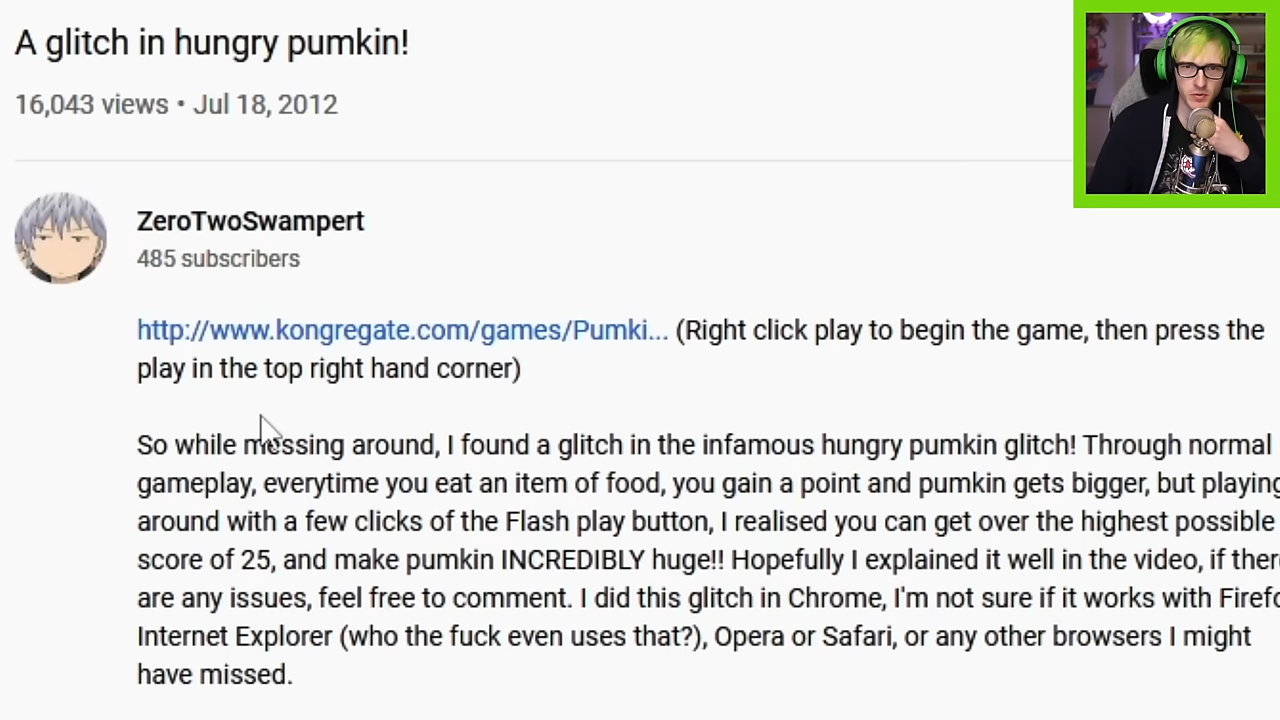 A glitch in hungry pumkin!
16,043 views • Jul 18, 2012
ZeroTwoSwampert
485 subscribers
http://www.kongregate.com/games/Pumki... (Right click play to begin the game, then press the
play in the top right hand corner)
So while messing around, I found a glitch in the infamous hungry pumkin glitch! Through normal
gameplay, everytime you eat an item of food, you gain a point and pumkin gets bigger, but playing
around with a few clicks of the Flash play button, I realised you can get over the highest possible
score of 25, and make pumkin INCREDIBLY huge!! Hopefully I explained it well in the video, if there
are any issues, feel free to comment. I did this glitch in Chrome, I'm not sure if it works with Firefo
Internet Explorer (who the fuck even uses that?), Opera or Safari, or any other browsers I might
have missed.